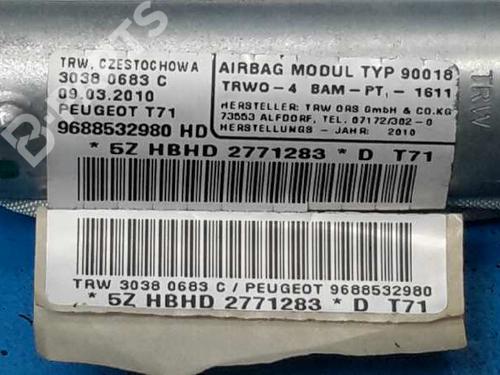 TRW. CZESTOCHOWA
3038 0683 C
09.03.2010
PEUGEOT T71
9688532980 HD
AIRBAG MODUL TYP 90018
TRWO-4 BAM-PT, - 1611
HERSTELLER: TRW ORS GmbH & CO.KG
73553 ALFDORF, TEL. 07172/302-0
HERSTELLUNGS - JAHR: 2010
* 5Z HBHD 2771283 * D T71
TRW 3038 0683 C / PEUGEOT 9688532980
* 5Z HBHD 2771283 * D T71
TRW